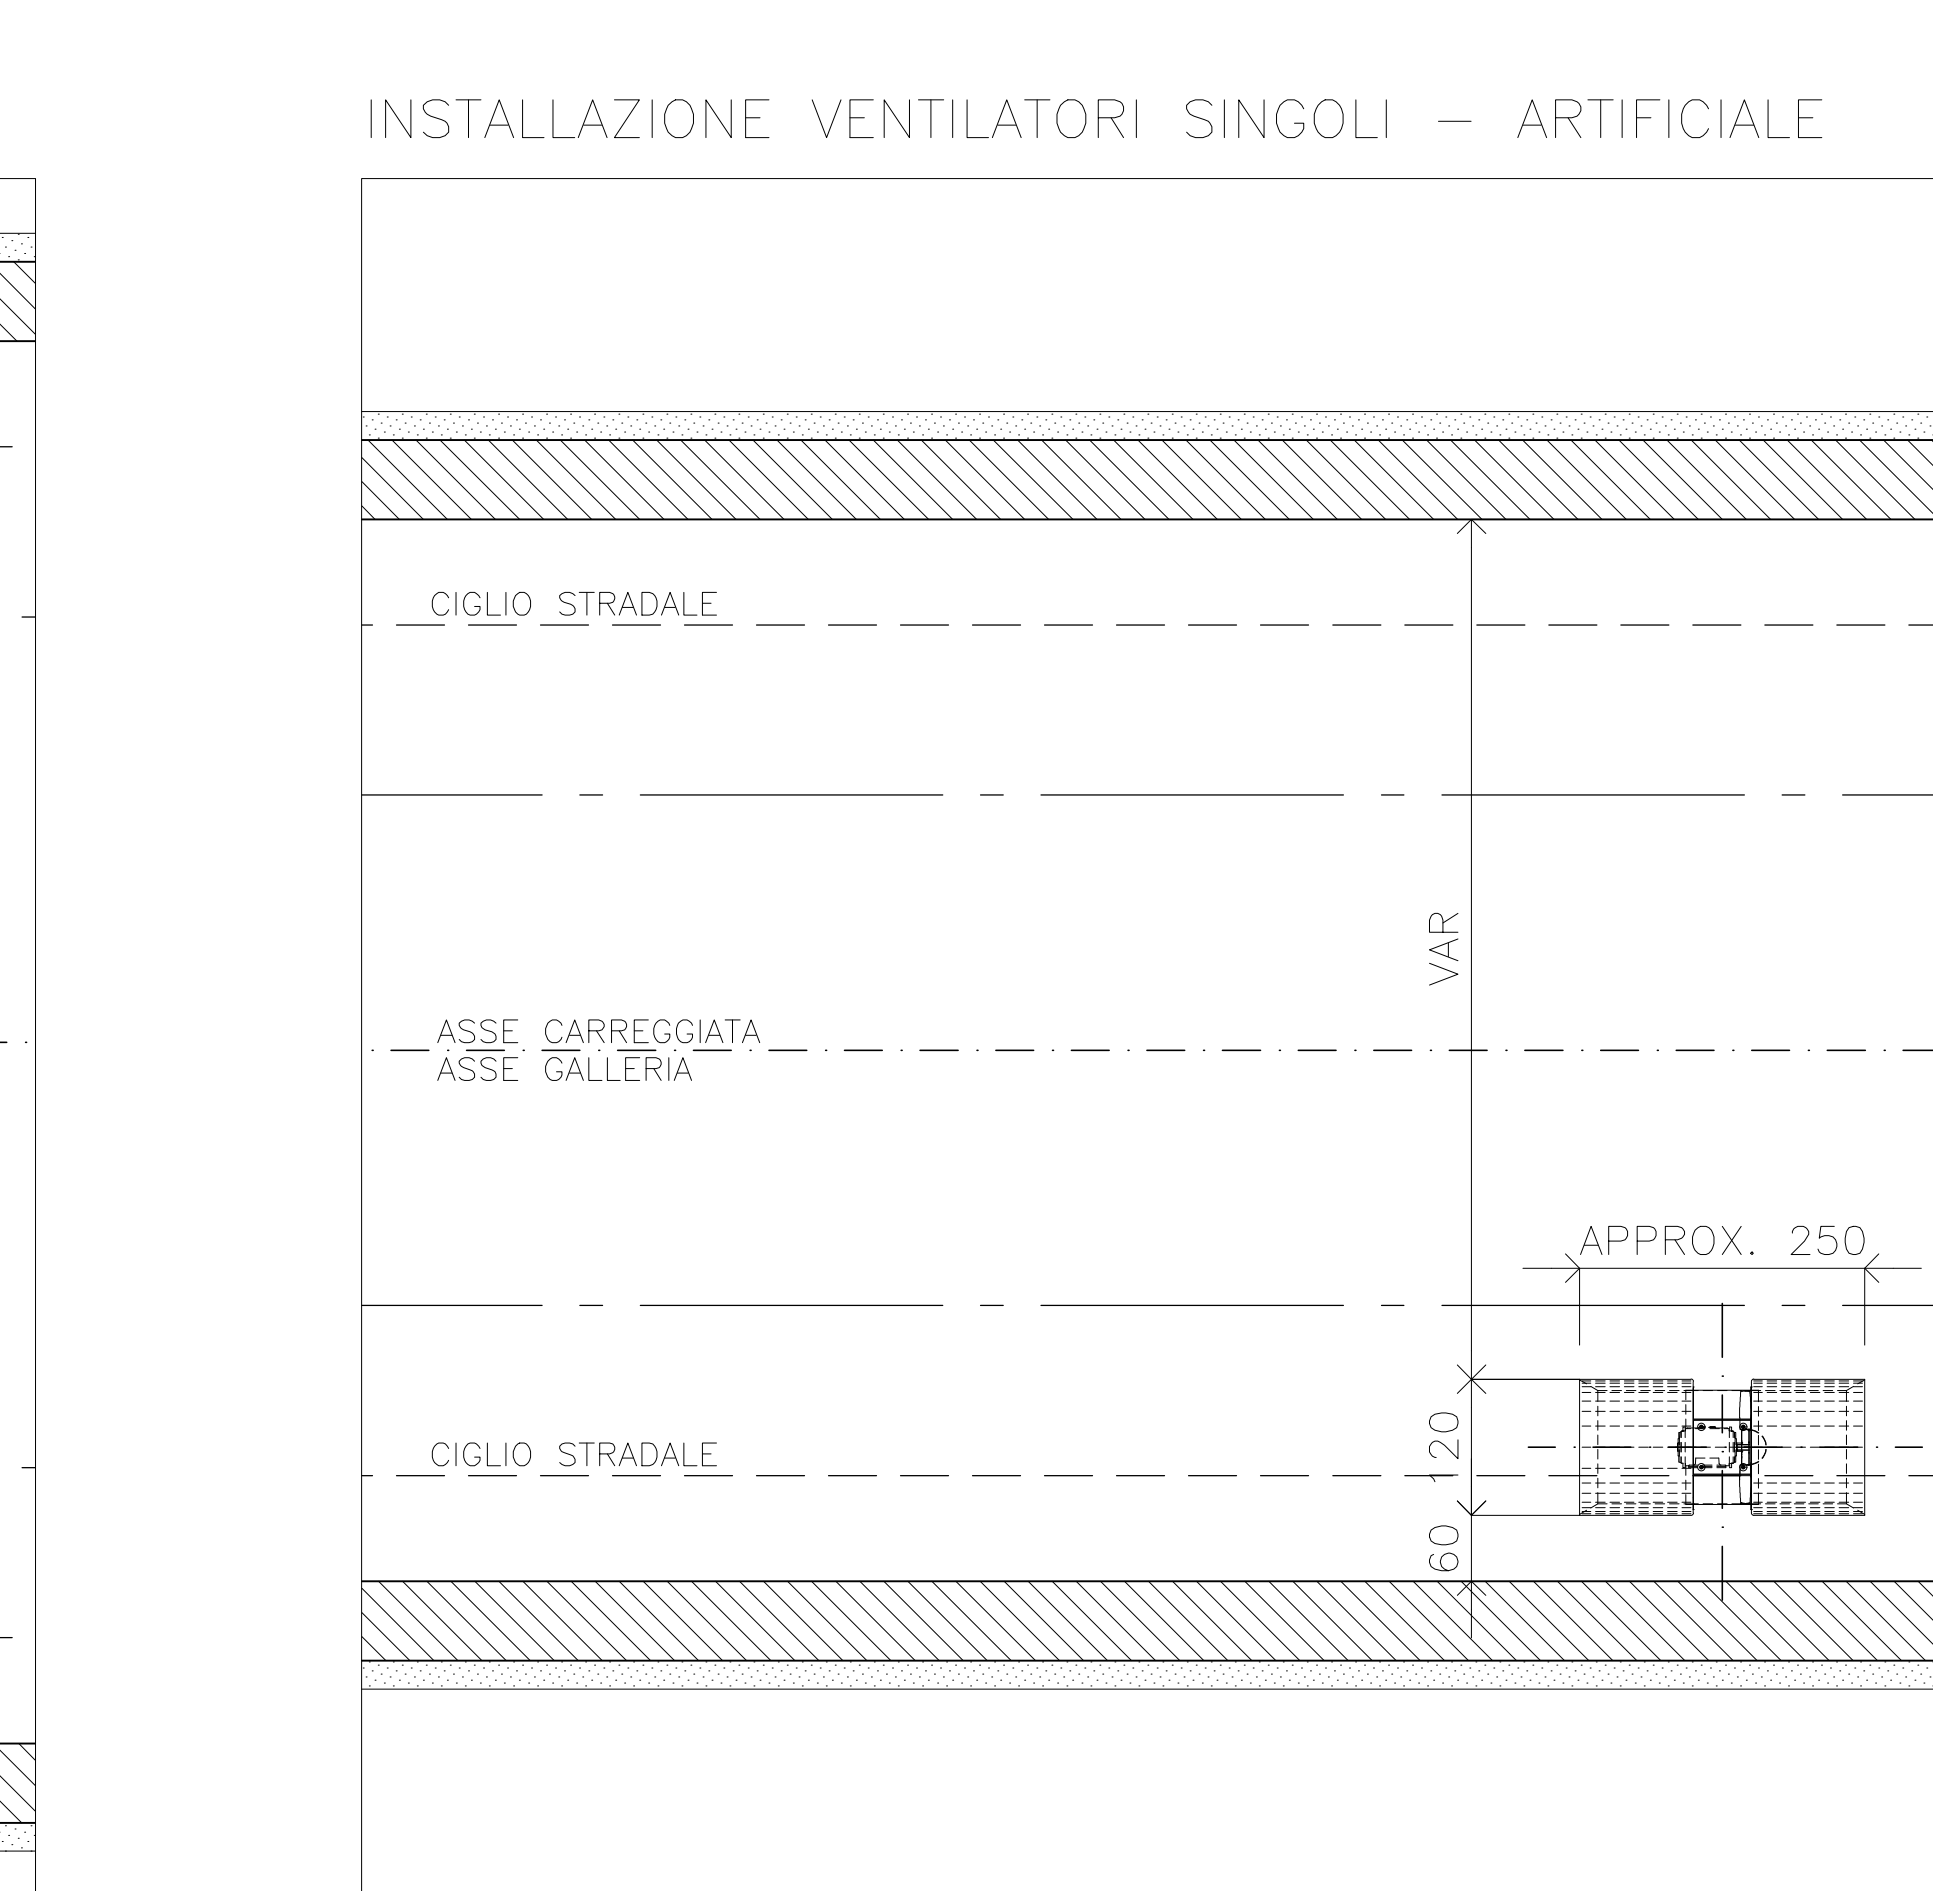 INSTALLAZIONE VENTILATORI SINGOLI – ARTIFICIALE
CIGLIO STRADALE
VAR
ASSE CARREGGIATA
ASSE GALLERIA
APPROX. 250
120
CIGLIO STRADALE
60